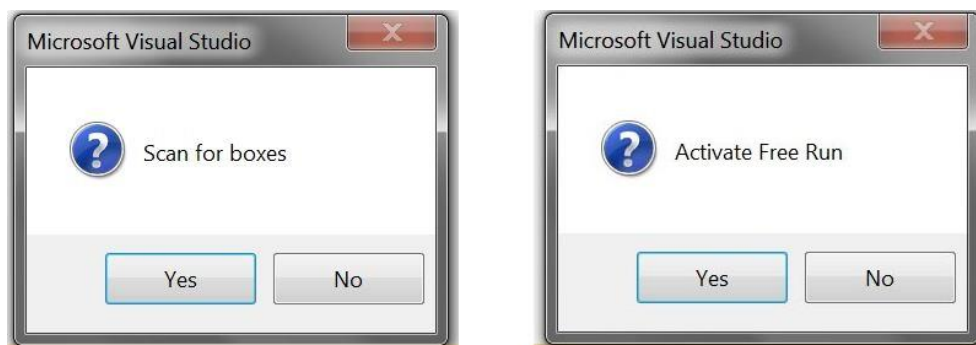 Microsoft Visual Studio
Scan for boxes
Yes
No
Microsoft Visual Studio
Activate Free Run
Yes
No